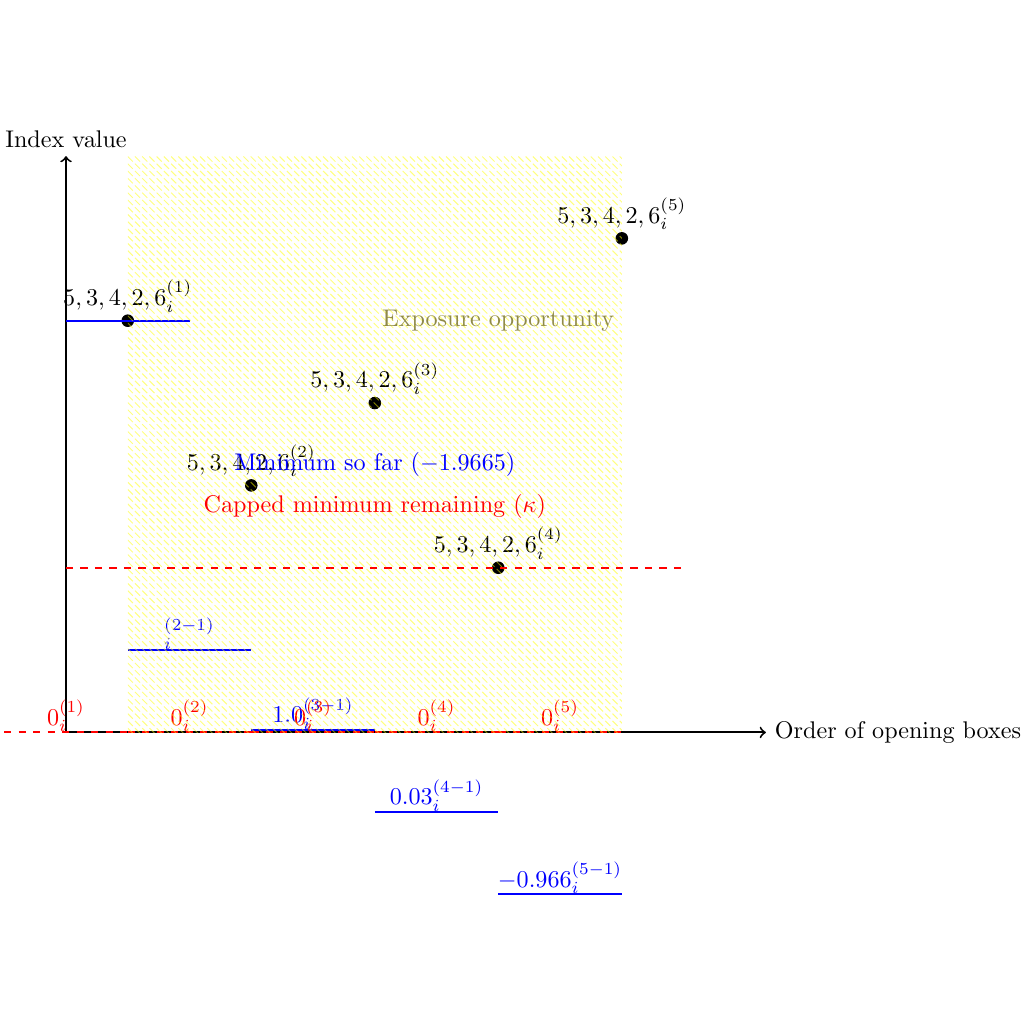 Index value
$5, 3, 4, 2, 6_i^{(5)}$
$5, 3, 4, 2, 6_i^{(1)}$
Exposure opportunity
$5, 3, 4, 2, 6_i^{(3)}$
$5, 3, 4, 2, 6_i^{(2)}$
Minimum so far ($-1.9665$)
Capped minimum remaining ($\kappa$)
$5, 3, 4, 2, 6_i^{(4)}$
$_i^{(2-1)}$
$0_i^{(1)}$
$0_i^{(2)}$
$1.0_i^{(3-1)}$
$0_i^{(3)}$
$0_i^{(4)}$
$0_i^{(5)}$
Order of opening boxes
$0.03_i^{(4-1)}$
$-0.966_i^{(5-1)}$